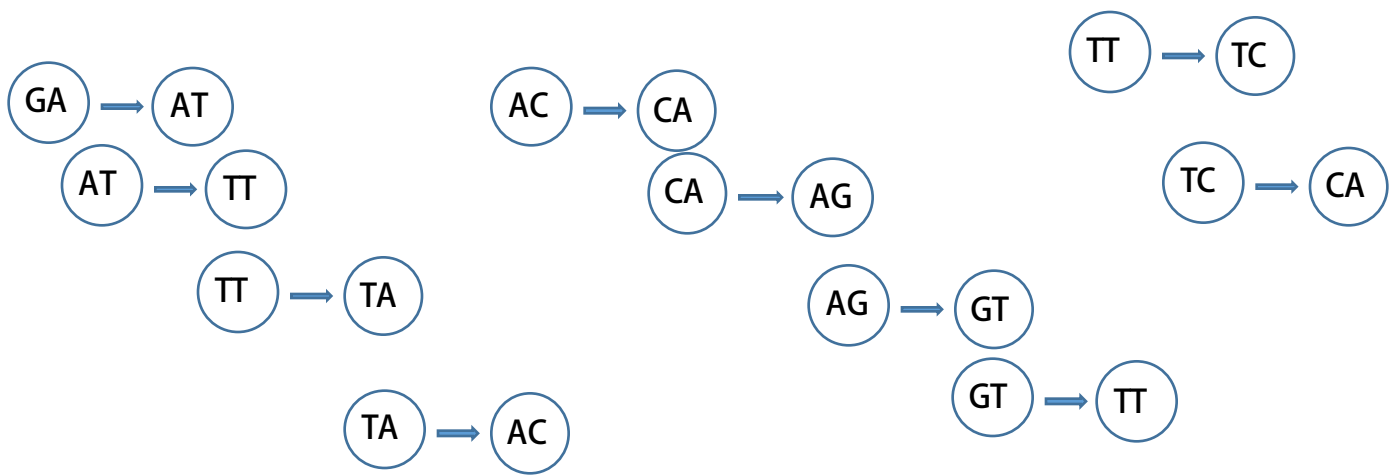 GA AT
AT TT
TT TA
TA AC
AC CA
CA AG
AG GT
GT TT
TT TC
TC CA